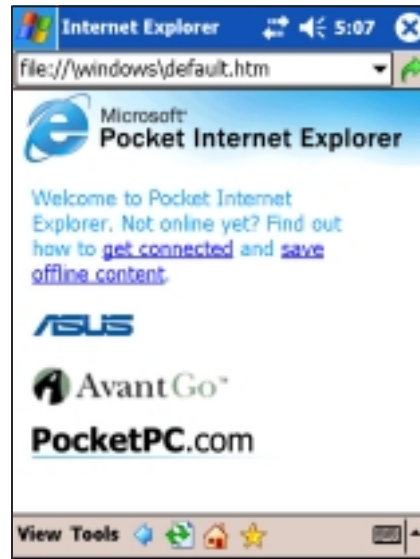 Internet Explorer 5:07
file://\windows\default.htm
Microsoft®
Pocket Internet Explorer
Welcome to Pocket Internet
Explorer. Not online yet? Find out
how to get connected and save
offline content.
ASUS
AvantGo™
PocketPC.com
View Tools